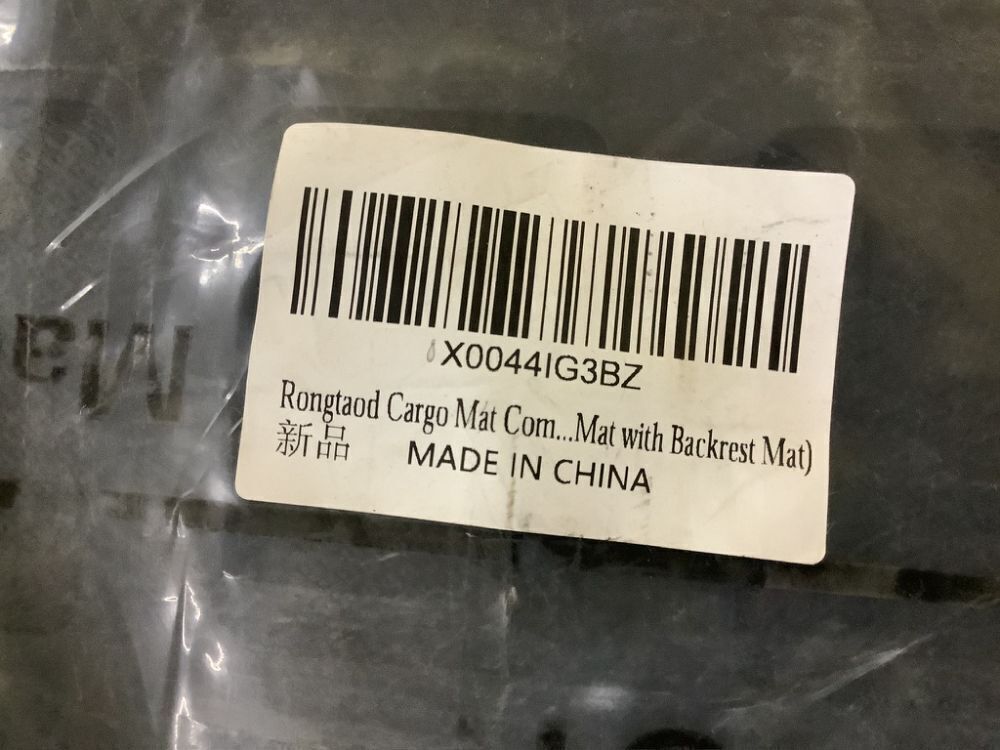 X0044IG3BZ
Rongtaod Cargo Mat Com...Mat with Backrest Mat)
新品 MADE IN CHINA